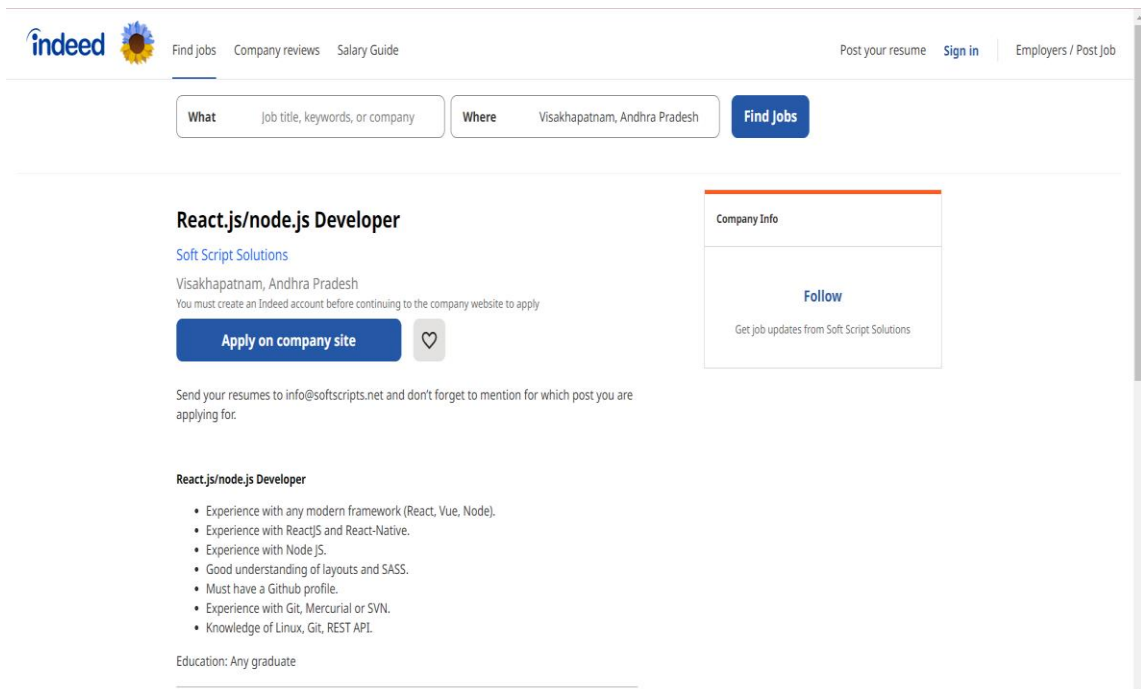 indeed
Find jobs Company reviews Salary Guide
Post your resume Sign in Employers / Post Job
What Job title, keywords, or company
Where Visakhapatnam, Andhra Pradesh
Find Jobs
React.js/node.js Developer
Soft Script Solutions
Visakhapatnam, Andhra Pradesh
You must create an Indeed account before continuing to the company website to apply
Apply on company site
Send your resumes to info@softscripts.net and don't forget to mention for which post you are
applying for.
React.js/node.js Developer
• Experience with any modern framework (React, Vue, Node).
• Experience with ReactJS and React-Native.
• Experience with Node JS.
• Good understanding of layouts and SASS.
• Must have a Github profile.
• Experience with Git, Mercurial or SVN.
• Knowledge of Linux, Git, REST API.
Education: Any graduate
Company Info
Follow
Get job updates from Soft Script Solutions